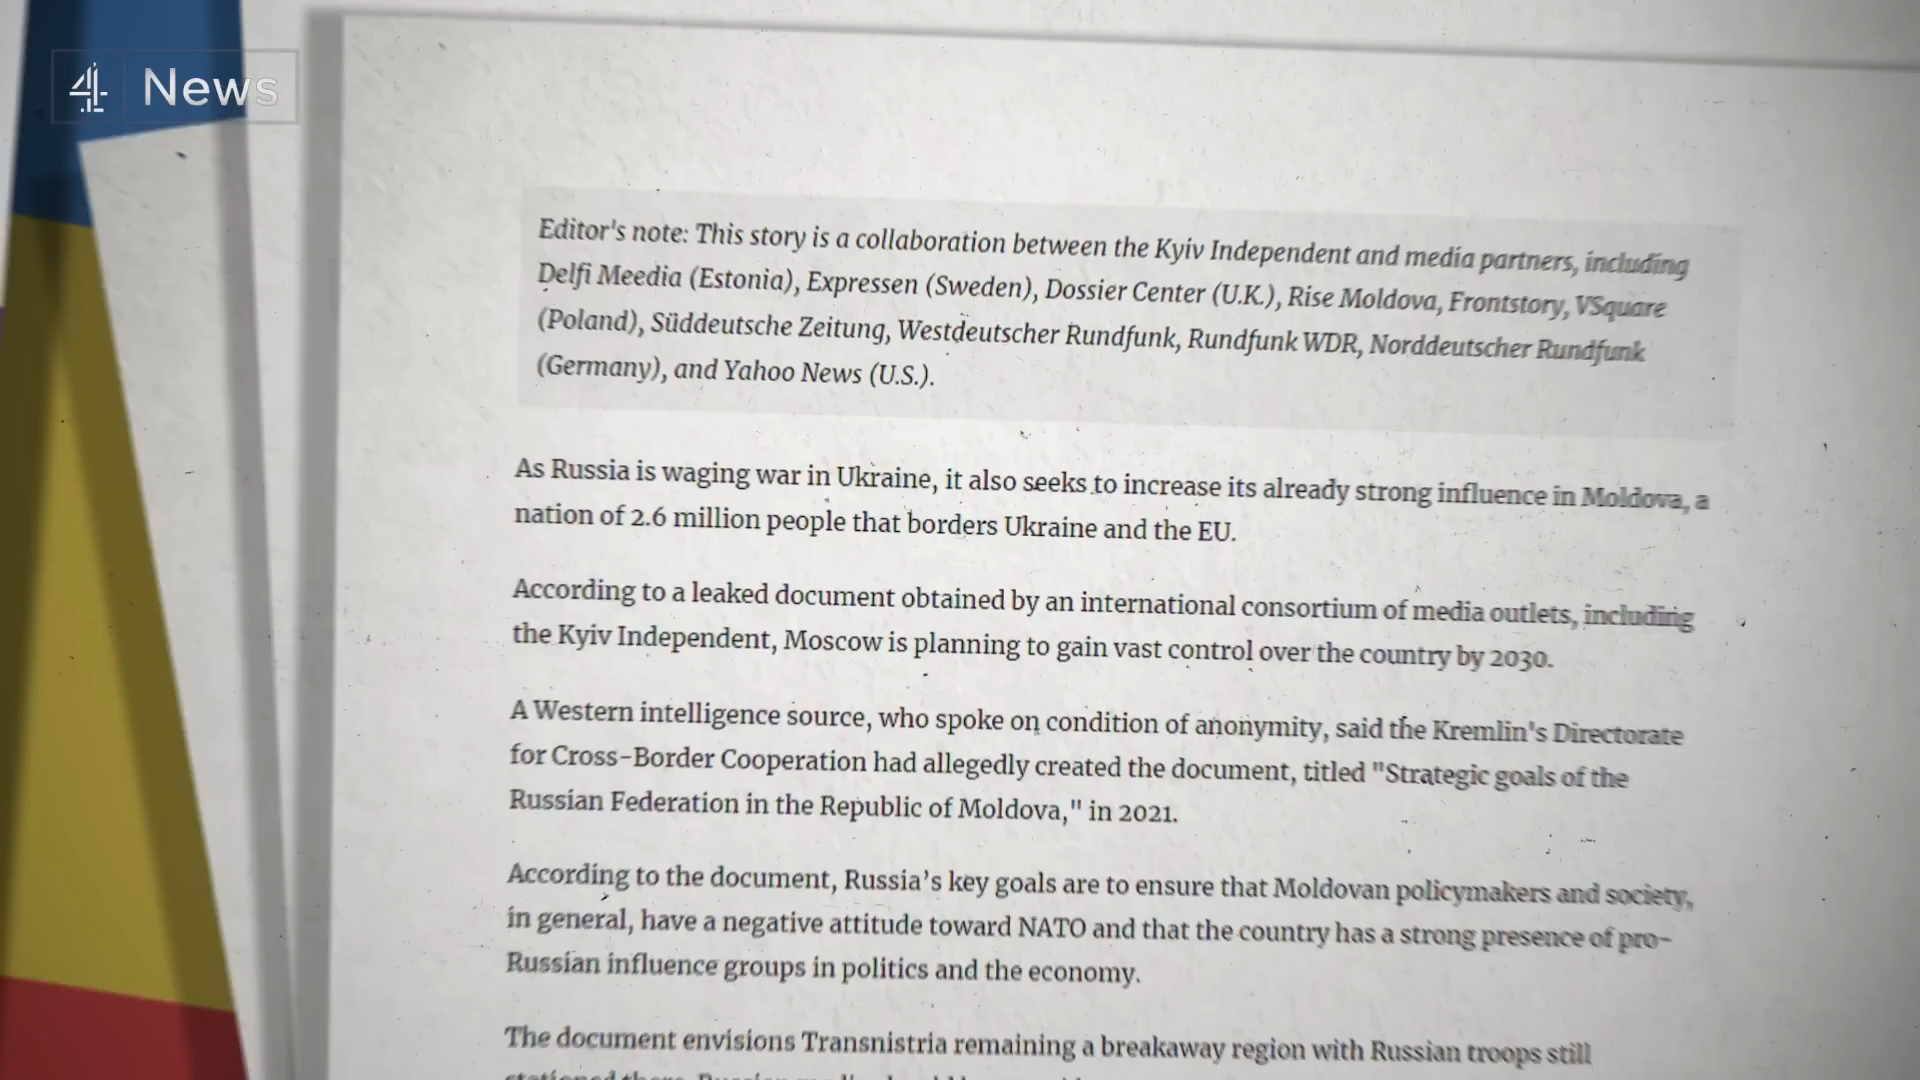 4 News
Editor's note: This story is a collaboration between the Kyiv Independent and media partners, including
Delfi Meedia (Estonia), Expressen (Sweden), Dossier Center (U.K.), Rise Moldova, Frontstory, VSquare
(Poland), Süddeutsche Zeitung, Westdeutscher Rundfunk, Rundfunk WDR, Norddeutscher Rundfunk
(Germany), and Yahoo News (U.S.).
As Russia is waging war in Ukraine, it also seeks to increase its already strong influence in Moldova, a
nation of 2.6 million people that borders Ukraine and the EU.
According to a leaked document obtained by an international consortium of media outlets, including
the Kyiv Independent, Moscow is planning to gain vast control over the country by 2030.
A Western intelligence source, who spoke on condition of anonymity, said the Kremlin's Directorate
for Cross-Border Cooperation had allegedly created the document, titled "Strategic goals of the
Russian Federation in the Republic of Moldova," in 2021.
According to the document, Russia’s key goals are to ensure that Moldovan policymakers and society,
in general, have a negative attitude toward NATO and that the country has a strong presence of pro-
Russian influence groups in politics and the economy.
The document envisions Transnistria remaining a breakaway region with Russian troops still